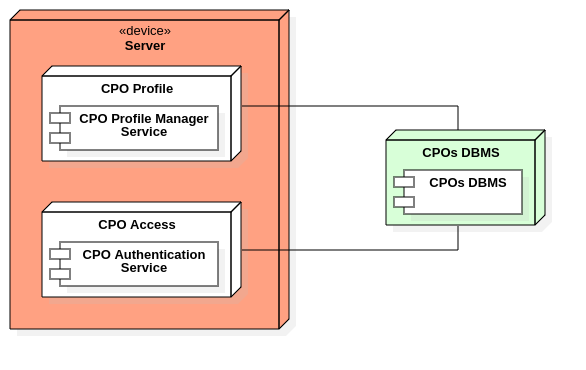 «device»
Server
CPO Profile
CPO Profile Manager
Service
CPO Access
CPO Authentication
Service
CPOs DBMS
CPOs DBMS